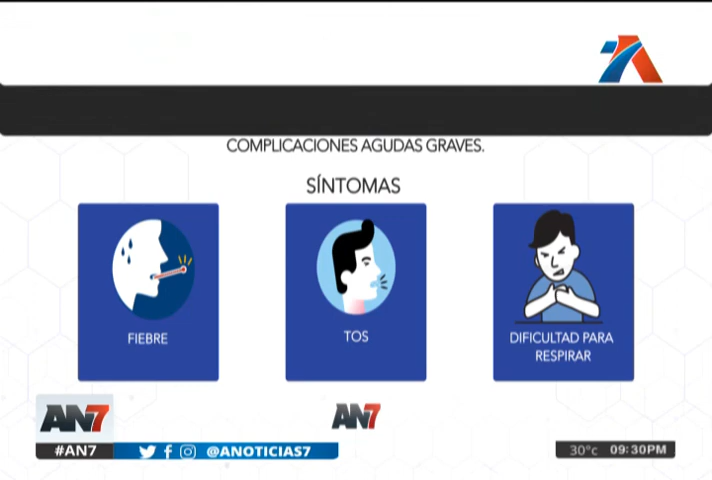 COMPLICACIONES AGUDAS GRAVES.
SÍNTOMAS
FIEBRE
TOS
DIFICULTAD PARA
RESPIRAR
AN7
AN7
#AN7
@ANOTICIAS7
30°c 09:30PM